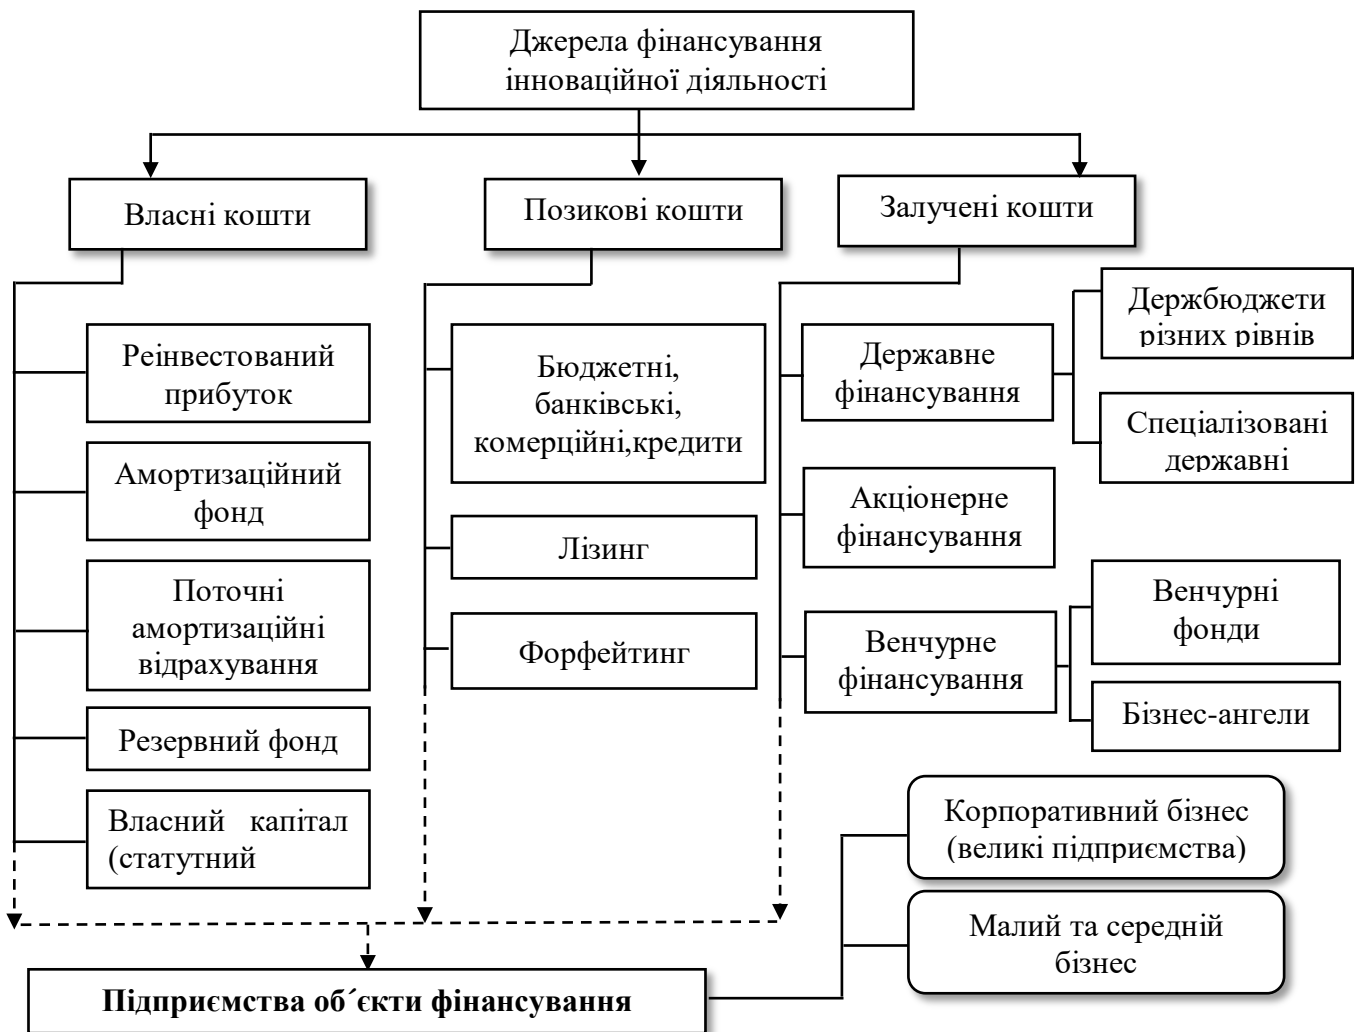 Джерела фінансування
інноваційної діяльності
Власні кошти
Позикові кошти
Залучені кошти
Реінвестований
прибуток
Амортизаційний
фонд
Поточні
амортизаційні
відрахування
Резервний фонд
Власний капітал
(статутний
Бюджетні,
банківські,
комерційні,кредити
Лізинг
Форфейтинг
Державне
фінансування
Держбюджети
різних рівнів
Спеціалізовані
державні
Акціонерне
фінансування
Венчурне
фінансування
Венчурні
фонди
Бізнес-ангели
Підприємства об´єкти фінансування
Корпоративний бізнес
(великі підприємства)
Малий та середній
бізнес